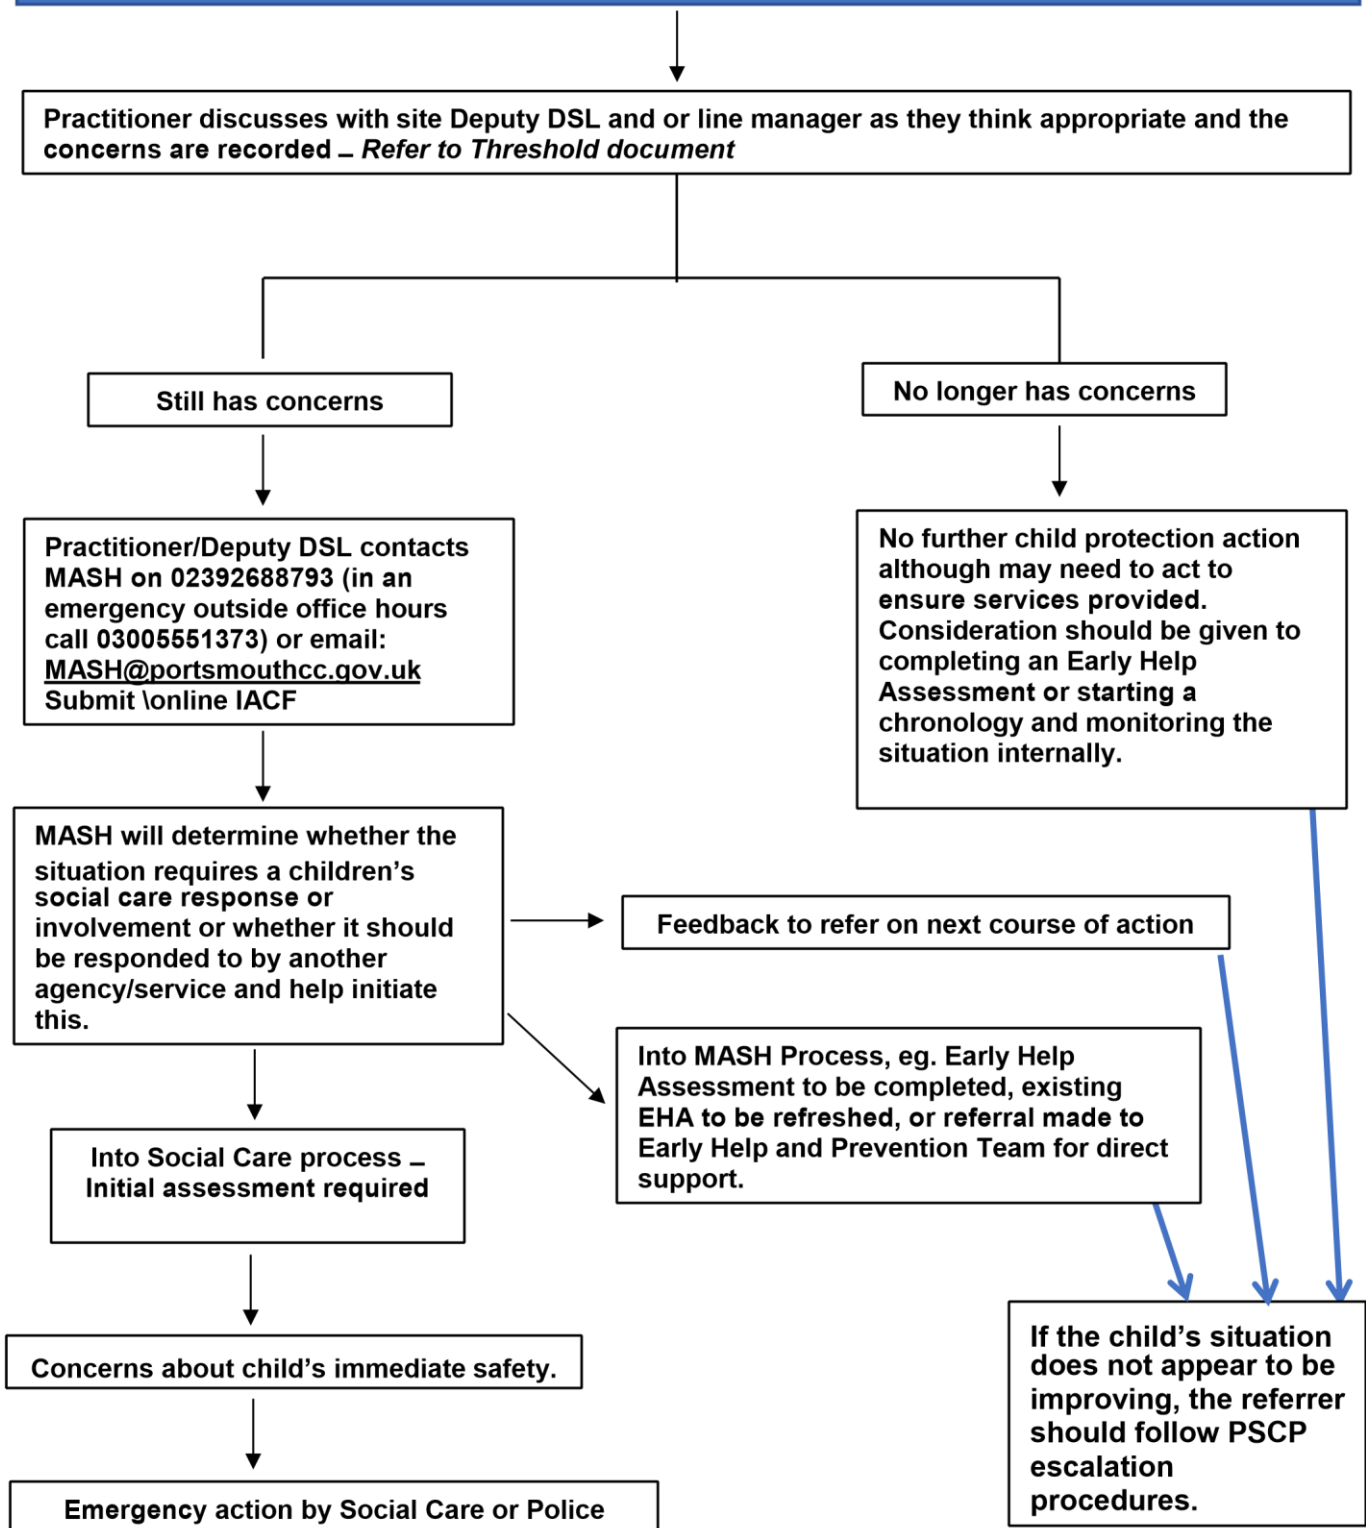 Practitioner discusses with site Deputy DSL and or line manager as they think appropriate and the
concerns are recorded – Refer to Threshold document
Still has concerns
No longer has concerns
Practitioner/Deputy DSL contacts
MASH on 02392688793 (in an
emergency outside office hours
call 03005551373) or email:
MASH@portsmouthcc.gov.uk
Submit \online IACF
No further child protection action
although may need to act to
ensure services provided.
Consideration should be given to
completing an Early Help
Assessment or starting a
chronology and monitoring the
situation internally.
MASH will determine whether the
situation requires a children’s
social care response or
involvement or whether it should
be responded to by another
agency/service and help initiate
this.
Feedback to refer on next course of action
Into MASH Process, eg. Early Help
Assessment to be completed, existing
EHA to be refreshed, or referral made to
Early Help and Prevention Team for direct
support.
Into Social Care process –
Initial assessment required
Concerns about child’s immediate safety.
If the child’s situation
does not appear to be
improving, the referrer
should follow PSCP
escalation
procedures.
Emergency action by Social Care or Police